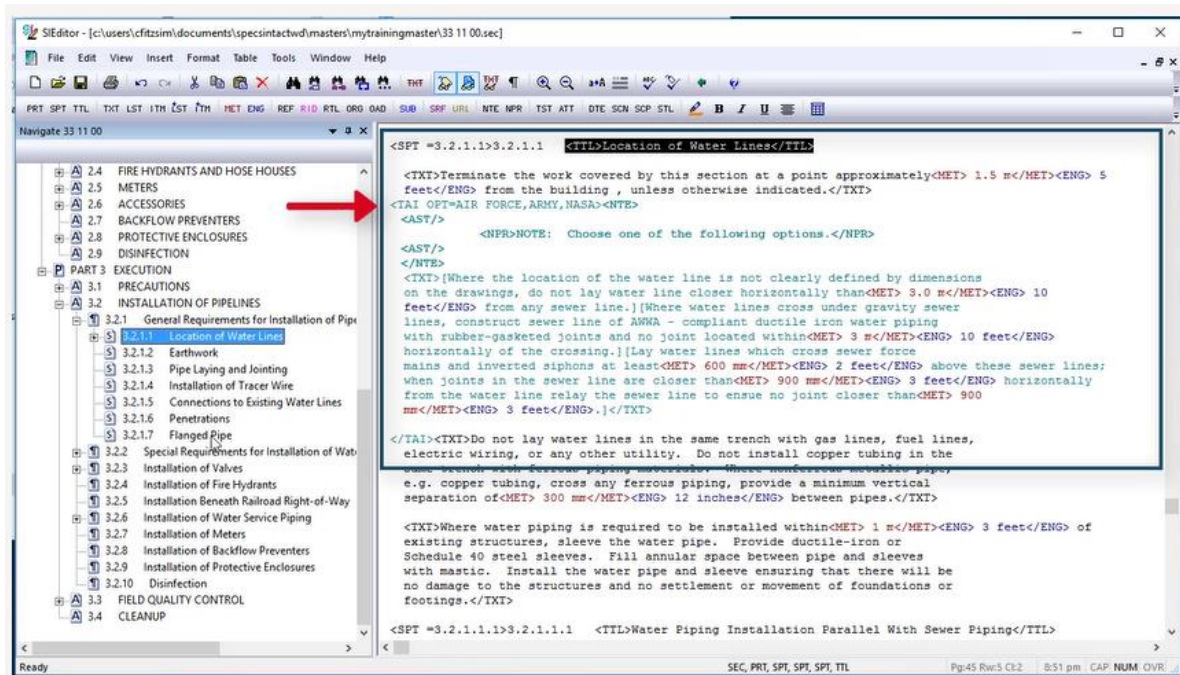 SIEditor - [c:\users\cfitzsim\documents\specsintactwd\masters\mytrainingmaster\33 11 00.sec]
File Edit View Insert Format Table Tools Window Help
THT
PRT SPT TTL TXT LST ITM LST ITM MET ENG REF RID RTL ORG OAD SUB SRF URL NTE NPR TST ATT DTE SCN SCP STL B I U
Navigate 33 11 00
A 2.4 FIRE HYDRANTS AND HOSE HOUSES
A 2.5 METERS
A 2.6 ACCESSORIES
A 2.7 BACKFLOW PREVENTERS
A 2.8 PROTECTIVE ENCLOSURES
A 2.9 DISINFECTION
P PART 3 EXECUTION
A 3.1 PRECAUTIONS
A 3.2 INSTALLATION OF PIPELINES
3.2.1 General Requirements for Installation of Pipe
S 3.2.1.1 Location of Water Lines
S 3.2.1.2 Earthwork
S 3.2.1.3 Pipe Laying and Jointing
S 3.2.1.4 Installation of Tracer Wire
S 3.2.1.5 Connections to Existing Water Lines
S 3.2.1.6 Penetrations
S 3.2.1.7 Flanged Pipe
3.2.2 Special Requirements for Installation of Wat
3.2.3 Installation of Valves
3.2.4 Installation of Fire Hydrants
3.2.5 Installation Beneath Railroad Right-of-Way
3.2.6 Installation of Water Service Piping
3.2.7 Installation of Meters
3.2.8 Installation of Backflow Preventers
3.2.9 Installation of Protective Enclosures
3.2.10 Disinfection
A 3.3 FIELD QUALITY CONTROL
A 3.4 CLEANUP
<SPT =3.2.1.1>3.2.1.1 <TTL>Location of Water Lines</TTL>
<TXT>Terminate the work covered by this section at a point approximately<MET> 1.5 m</MET><ENG> 5
feet</ENG> from the building , unless otherwise indicated.</TXT>
<TAI OPT=AIR FORCE,ARMY,NASA><NTE>
<AST/>
<NPR>NOTE: Choose one of the following options.</NPR>
<AST/>
</NTE>
<TXT>[Where the location of the water line is not clearly defined by dimensions
on the drawings, do not lay water line closer horizontally than<MET> 3.0 m</MET><ENG> 10
feet</ENG> from any sewer line.][Where water lines cross under gravity sewer
lines, construct sewer line of AWWA - compliant ductile iron water piping
with rubber-gasketed joints and no joint located within<MET> 3 m</MET><ENG> 10 feet</ENG>
horizontally of the crossing.][Lay water lines which cross sewer force
mains and inverted siphons at least<MET> 600 mm</MET><ENG> 2 feet</ENG> above these sewer lines;
when joints in the sewer line are closer than<MET> 900 mm</MET><ENG> 3 feet</ENG> horizontally
from the water line relay the sewer line to ensue no joint closer than<MET> 900
mm</MET><ENG> 3 feet</ENG>.]</TXT>
</TAI><TXT>Do not lay water lines in the same trench with gas lines, fuel lines,
electric wiring, or any other utility. Do not install copper tubing in the
same trench with ferrous piping materials. Where nonferrous metallic pipe,
e.g. copper tubing, cross any ferrous piping, provide a minimum vertical
separation of<MET> 300 mm</MET><ENG> 12 inches</ENG> between pipes.</TXT>
<TXT>Where water piping is required to be installed within<MET> 1 m</MET><ENG> 3 feet</ENG> of
existing structures, sleeve the water pipe. Provide ductile-iron or
Schedule 40 steel sleeves. Fill annular space between pipe and sleeves
with mastic. Install the water pipe and sleeve ensuring that there will be
no damage to the structures and no settlement or movement of foundations or
footings.</TXT>
<SPT =3.2.1.1.1>3.2.1.1.1 <TTL>Water Piping Installation Parallel With Sewer Piping</TTL>
Ready
SEC, PRT, SPT, SPT, SPT, TTL Pg:45 Rw:5 Cl:2 8:51 pm CAP NUM OVR